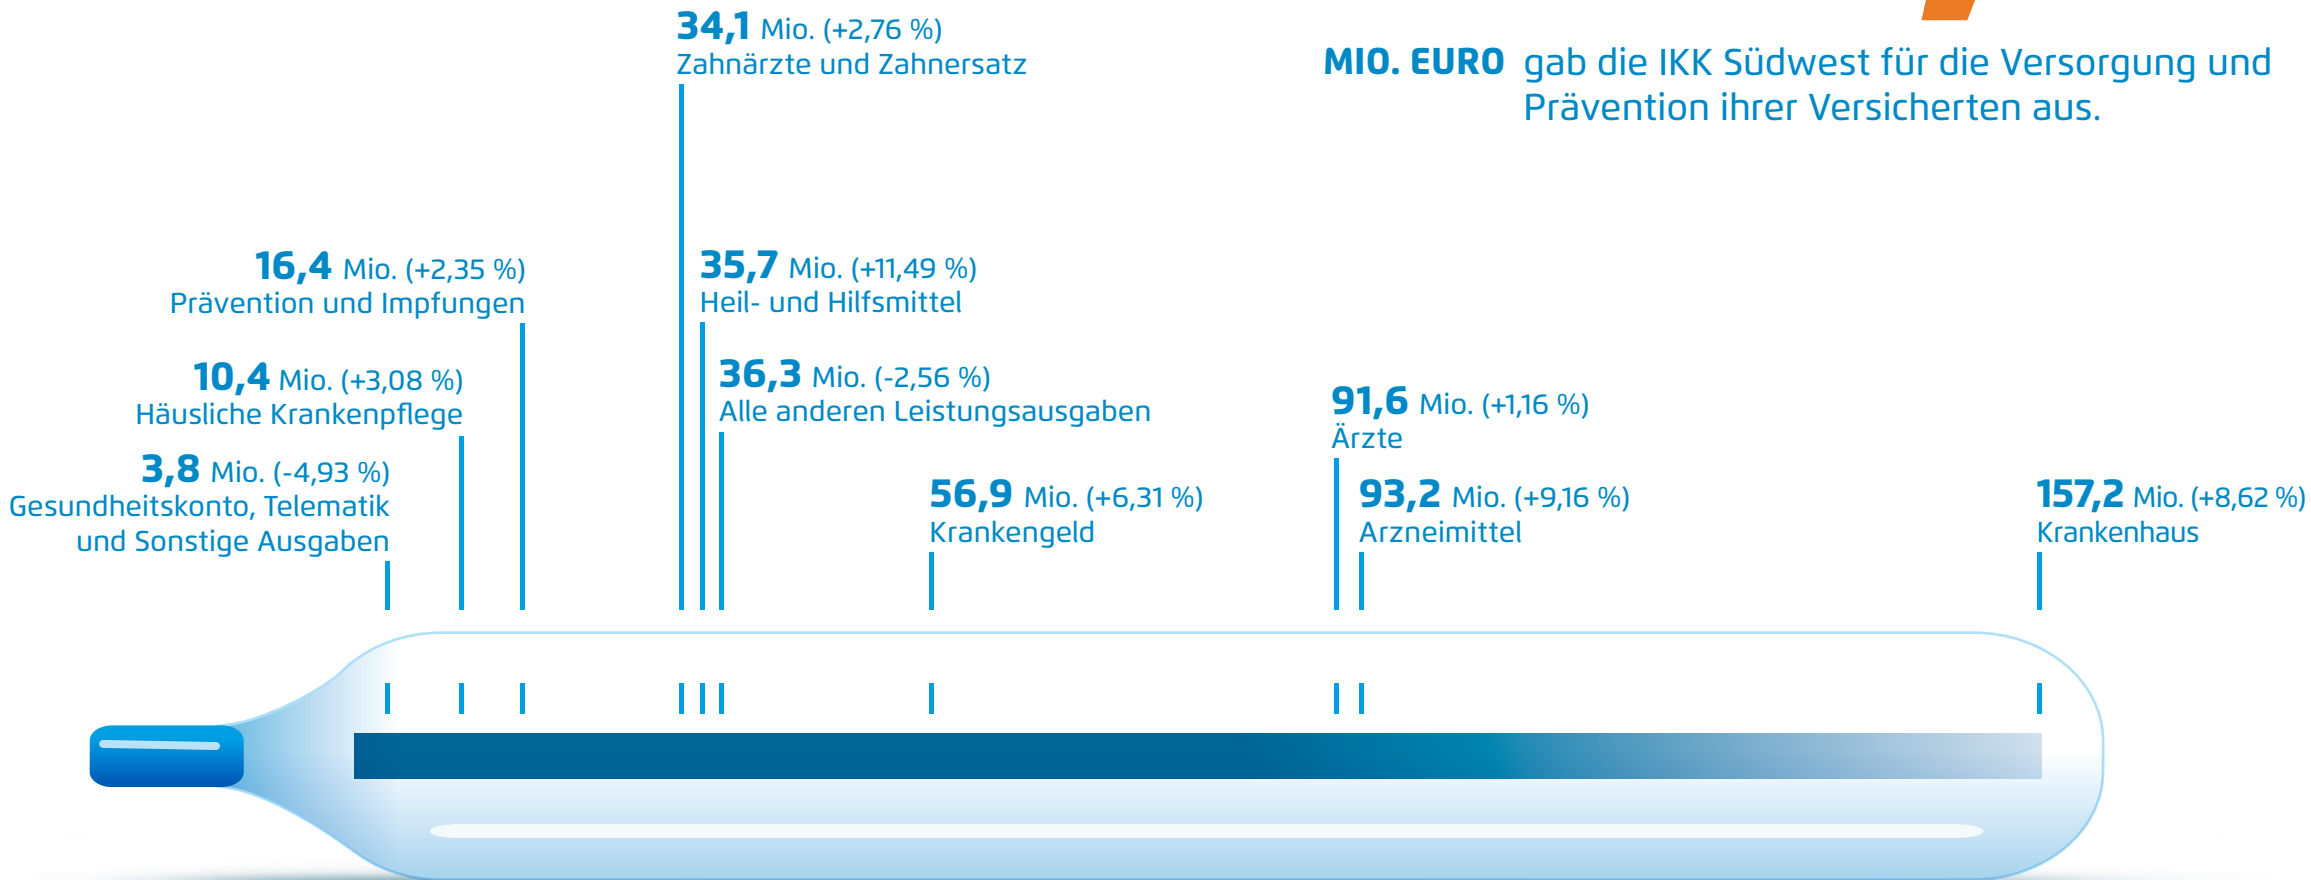 34,1 Mio. (+2,76 %)
Zahnärzte und Zahnersatz
MIO. EURO gab die IKK Südwest für die Versorgung und
Prävention ihrer Versicherten aus.
16,4 Mio. (+2,35 %)
Prävention und Impfungen
35,7 Mio. (+11,49 %)
Heil- und Hilfsmittel
10,4 Mio. (+3,08 %)
Häusliche Krankenpflege
36,3 Mio. (-2,56 %)
Alle anderen Leistungsausgaben
91,6 Mio. (+1,16 %)
Ärzte
3,8 Mio. (-4,93 %)
Gesundheitskonto, Telematik
und Sonstige Ausgaben
56,9 Mio. (+6,31 %)
Krankengeld
93,2 Mio. (+9,16 %)
Arzneimittel
157,2 Mio. (+8,62 %)
Krankenhaus